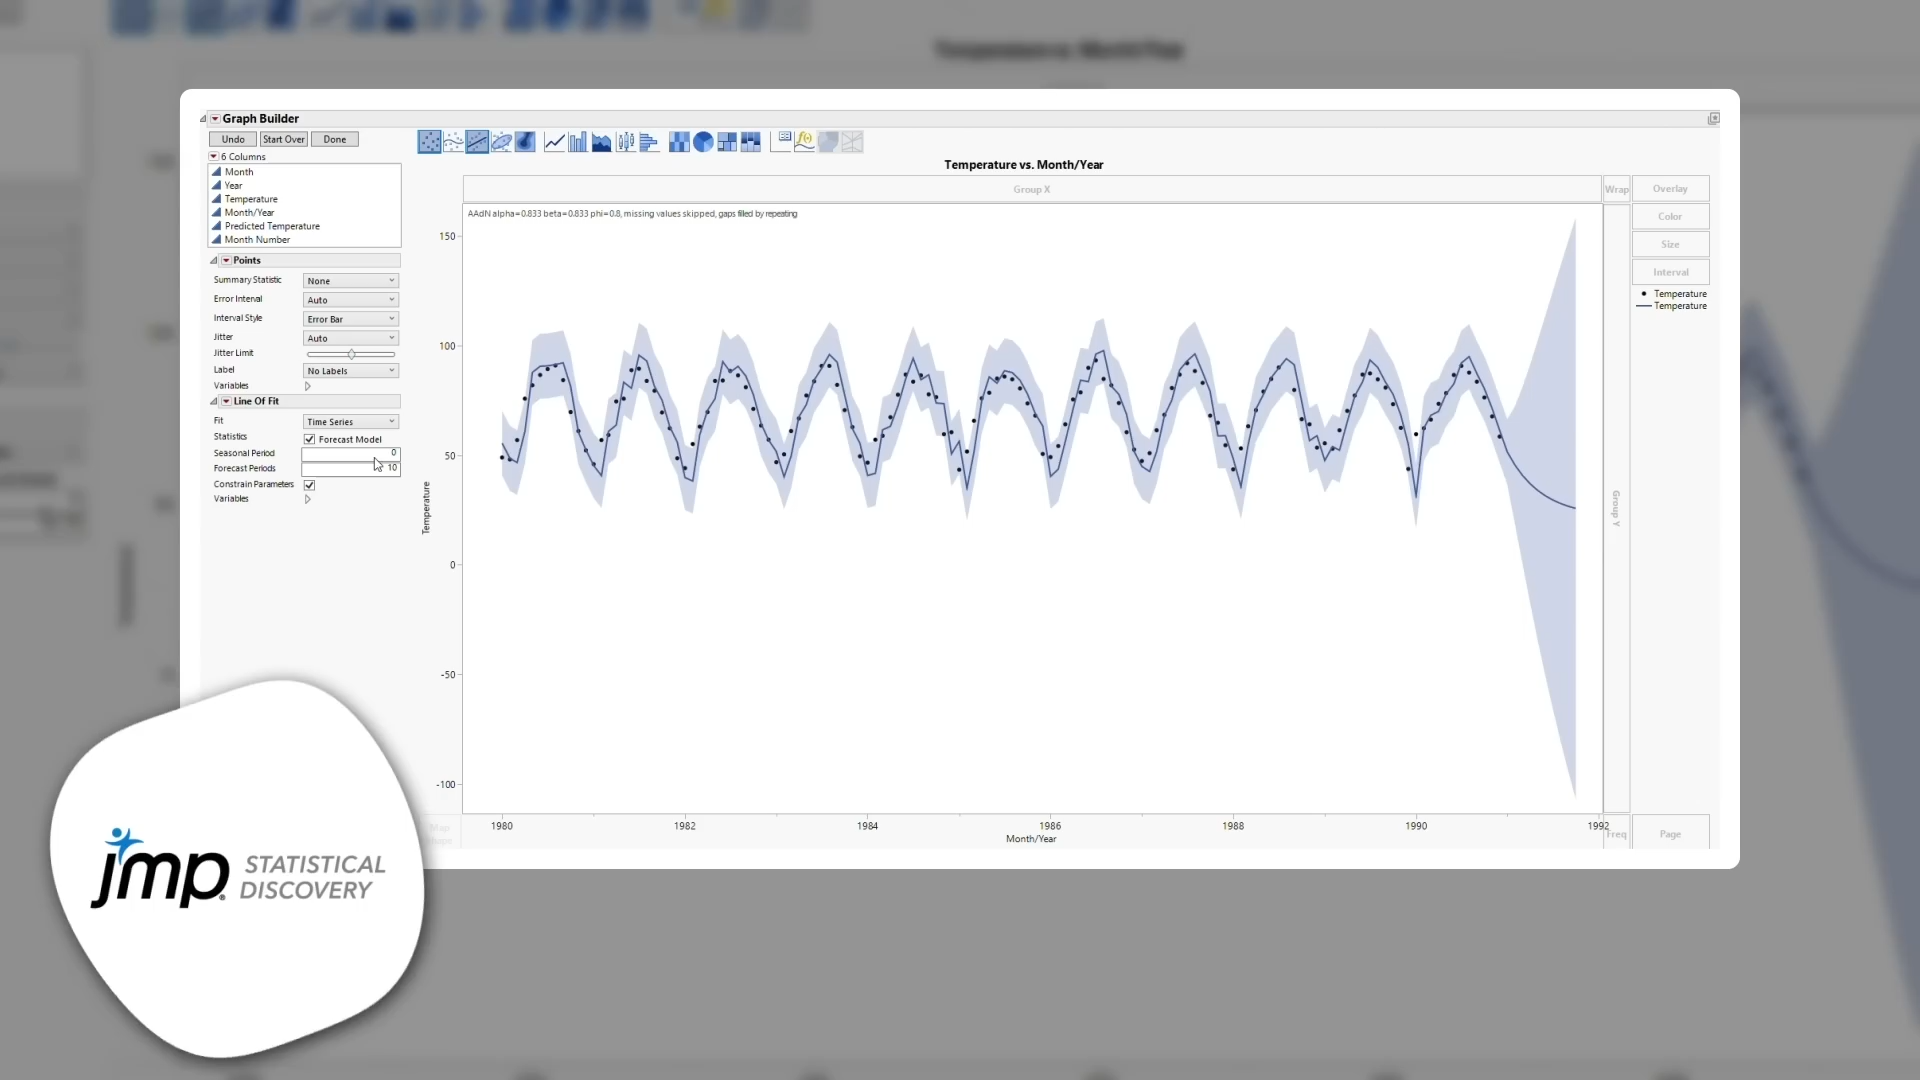 Temperature vs. Month/Year
Graph Builder
Undo Start Over Done
6 Columns
Month
Year
Temperature
Month/Year
Predicted Temperature
Month Number
Points
Summary Statistic None
Error Interval Auto
Interval Style Error Bar
Jitter Auto
Jitter Limit
Label No Labels
Variables
Line Of Fit
Fit Time Series
Statistics Forecast Model
Seasonal Period 0
Forecast Periods 10
Constrain Parameters
Variables
Temperature vs. Month/Year
Group X
Wrap
Overlay
Color
Size
Interval
Temperature
Temperature
AAdN alpha=0.833 beta=0.833 phi=0.8, missing values skipped, gaps filled by repeating
150
100
50
0
-50
-100
Temperature
Group Y
1980 1982 1984 1986 1988 1990 1992
Month/Year
Map
Freq
Page
jmp STATISTICAL
DISCOVERY